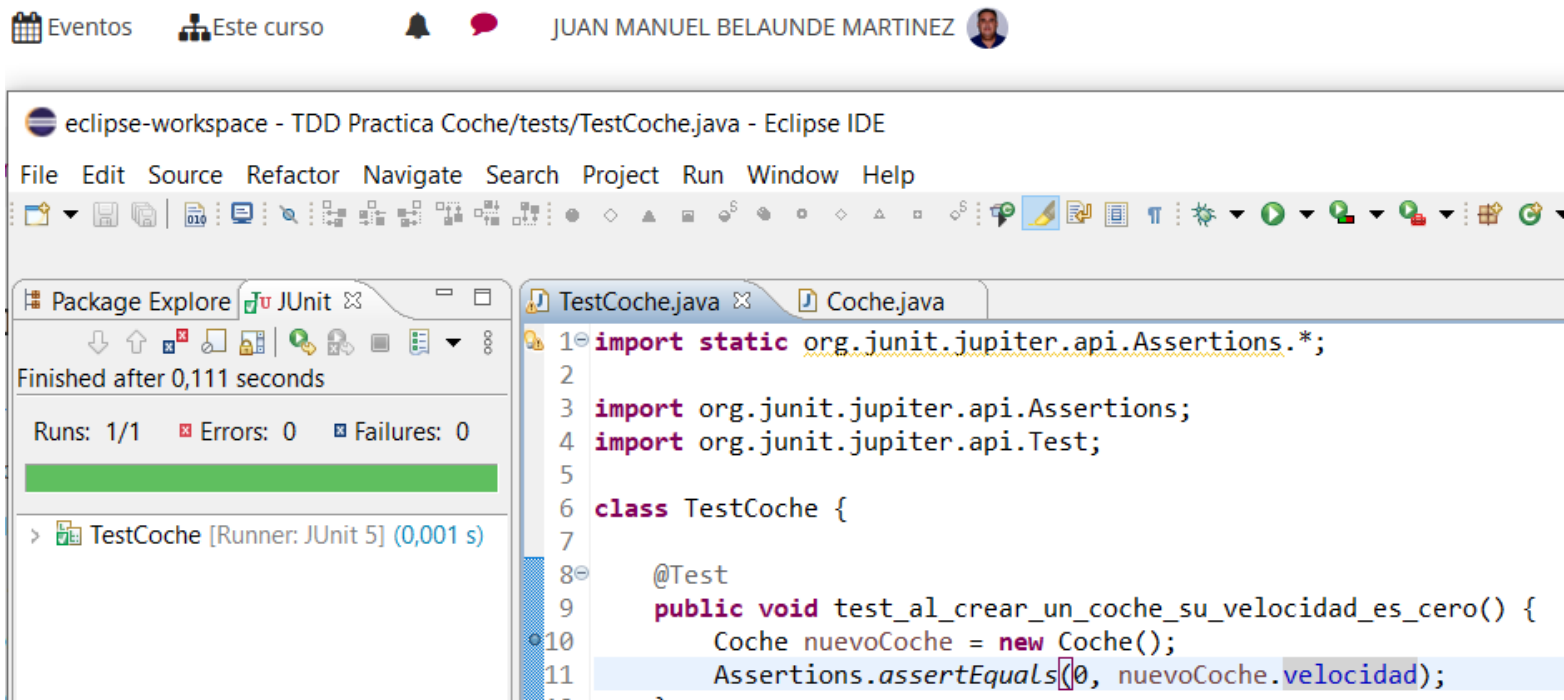 Eventos Este curso JUAN MANUEL BELAUNDE MARTINEZ
eclipse-workspace - TDD Practica Coche/tests/TestCoche.java - Eclipse IDE
File Edit Source Refactor Navigate Search Project Run Window Help
Package Explore JUnit
Finished after 0,111 seconds
Runs: 1/1 Errors: 0 Failures: 0
TestCoche [Runner: JUnit 5] (0,001 s)
TestCoche.java Coche.java
1 import static org.junit.jupiter.api.Assertions.*;
2
3 import org.junit.jupiter.api.Assertions;
4 import org.junit.jupiter.api.Test;
5
6 class TestCoche {
7
8 @Test
9 public void test_al_crear_un_coche_su_velocidad_es_cero() {
10 Coche nuevoCoche = new Coche();
11 Assertions.assertEquals(0, nuevoCoche.velocidad);